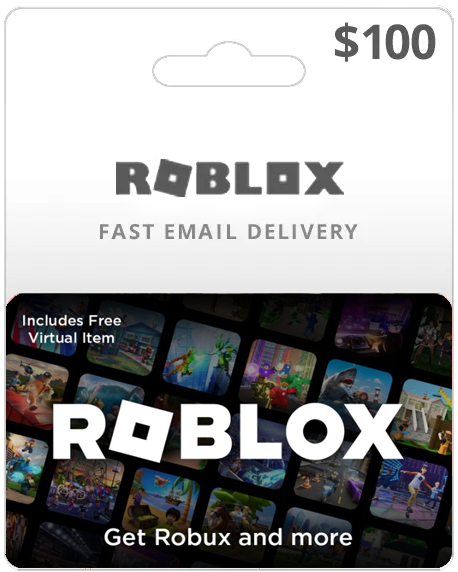 $100
ROBLOX
FAST EMAIL DELIVERY
Includes Free
Virtual Item
ROBLOX
Get Robux and more